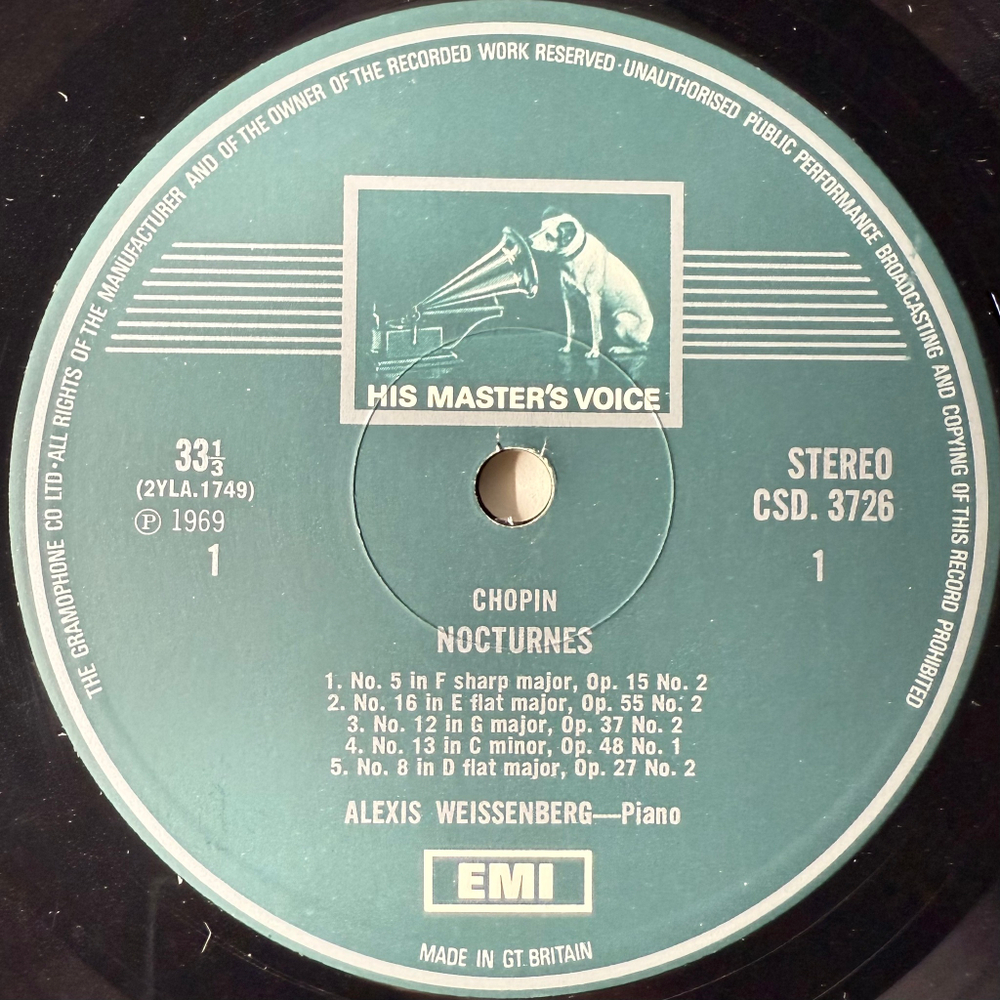 THE GRAMOPHONE CO LTD·ALL RIGHTS OF THE MANUFACTURER AND OF THE OWNER OF THE RECORDED WORK RESERVED·UNAUTHORISED PUBLIC PERFORMANCE BROADCASTING AND COPYING OF THIS RECORD PROHIBITED
HIS MASTER'S VOICE
33⅓
(2YLA.1749)
Ⓟ 1969
1
STEREO
CSD. 3726
1
CHOPIN
NOCTURNES
1. No. 5 in F sharp major, Op. 15 No. 2
2. No. 16 in E flat major, Op. 55 No. 2
3. No. 12 in G major, Op. 37 No. 2
4. No. 13 in C minor, Op. 48 No. 1
5. No. 8 in D flat major, Op. 27 No. 2
ALEXIS WEISSENBERG—Piano
EMI
MADE IN GT. BRITAIN